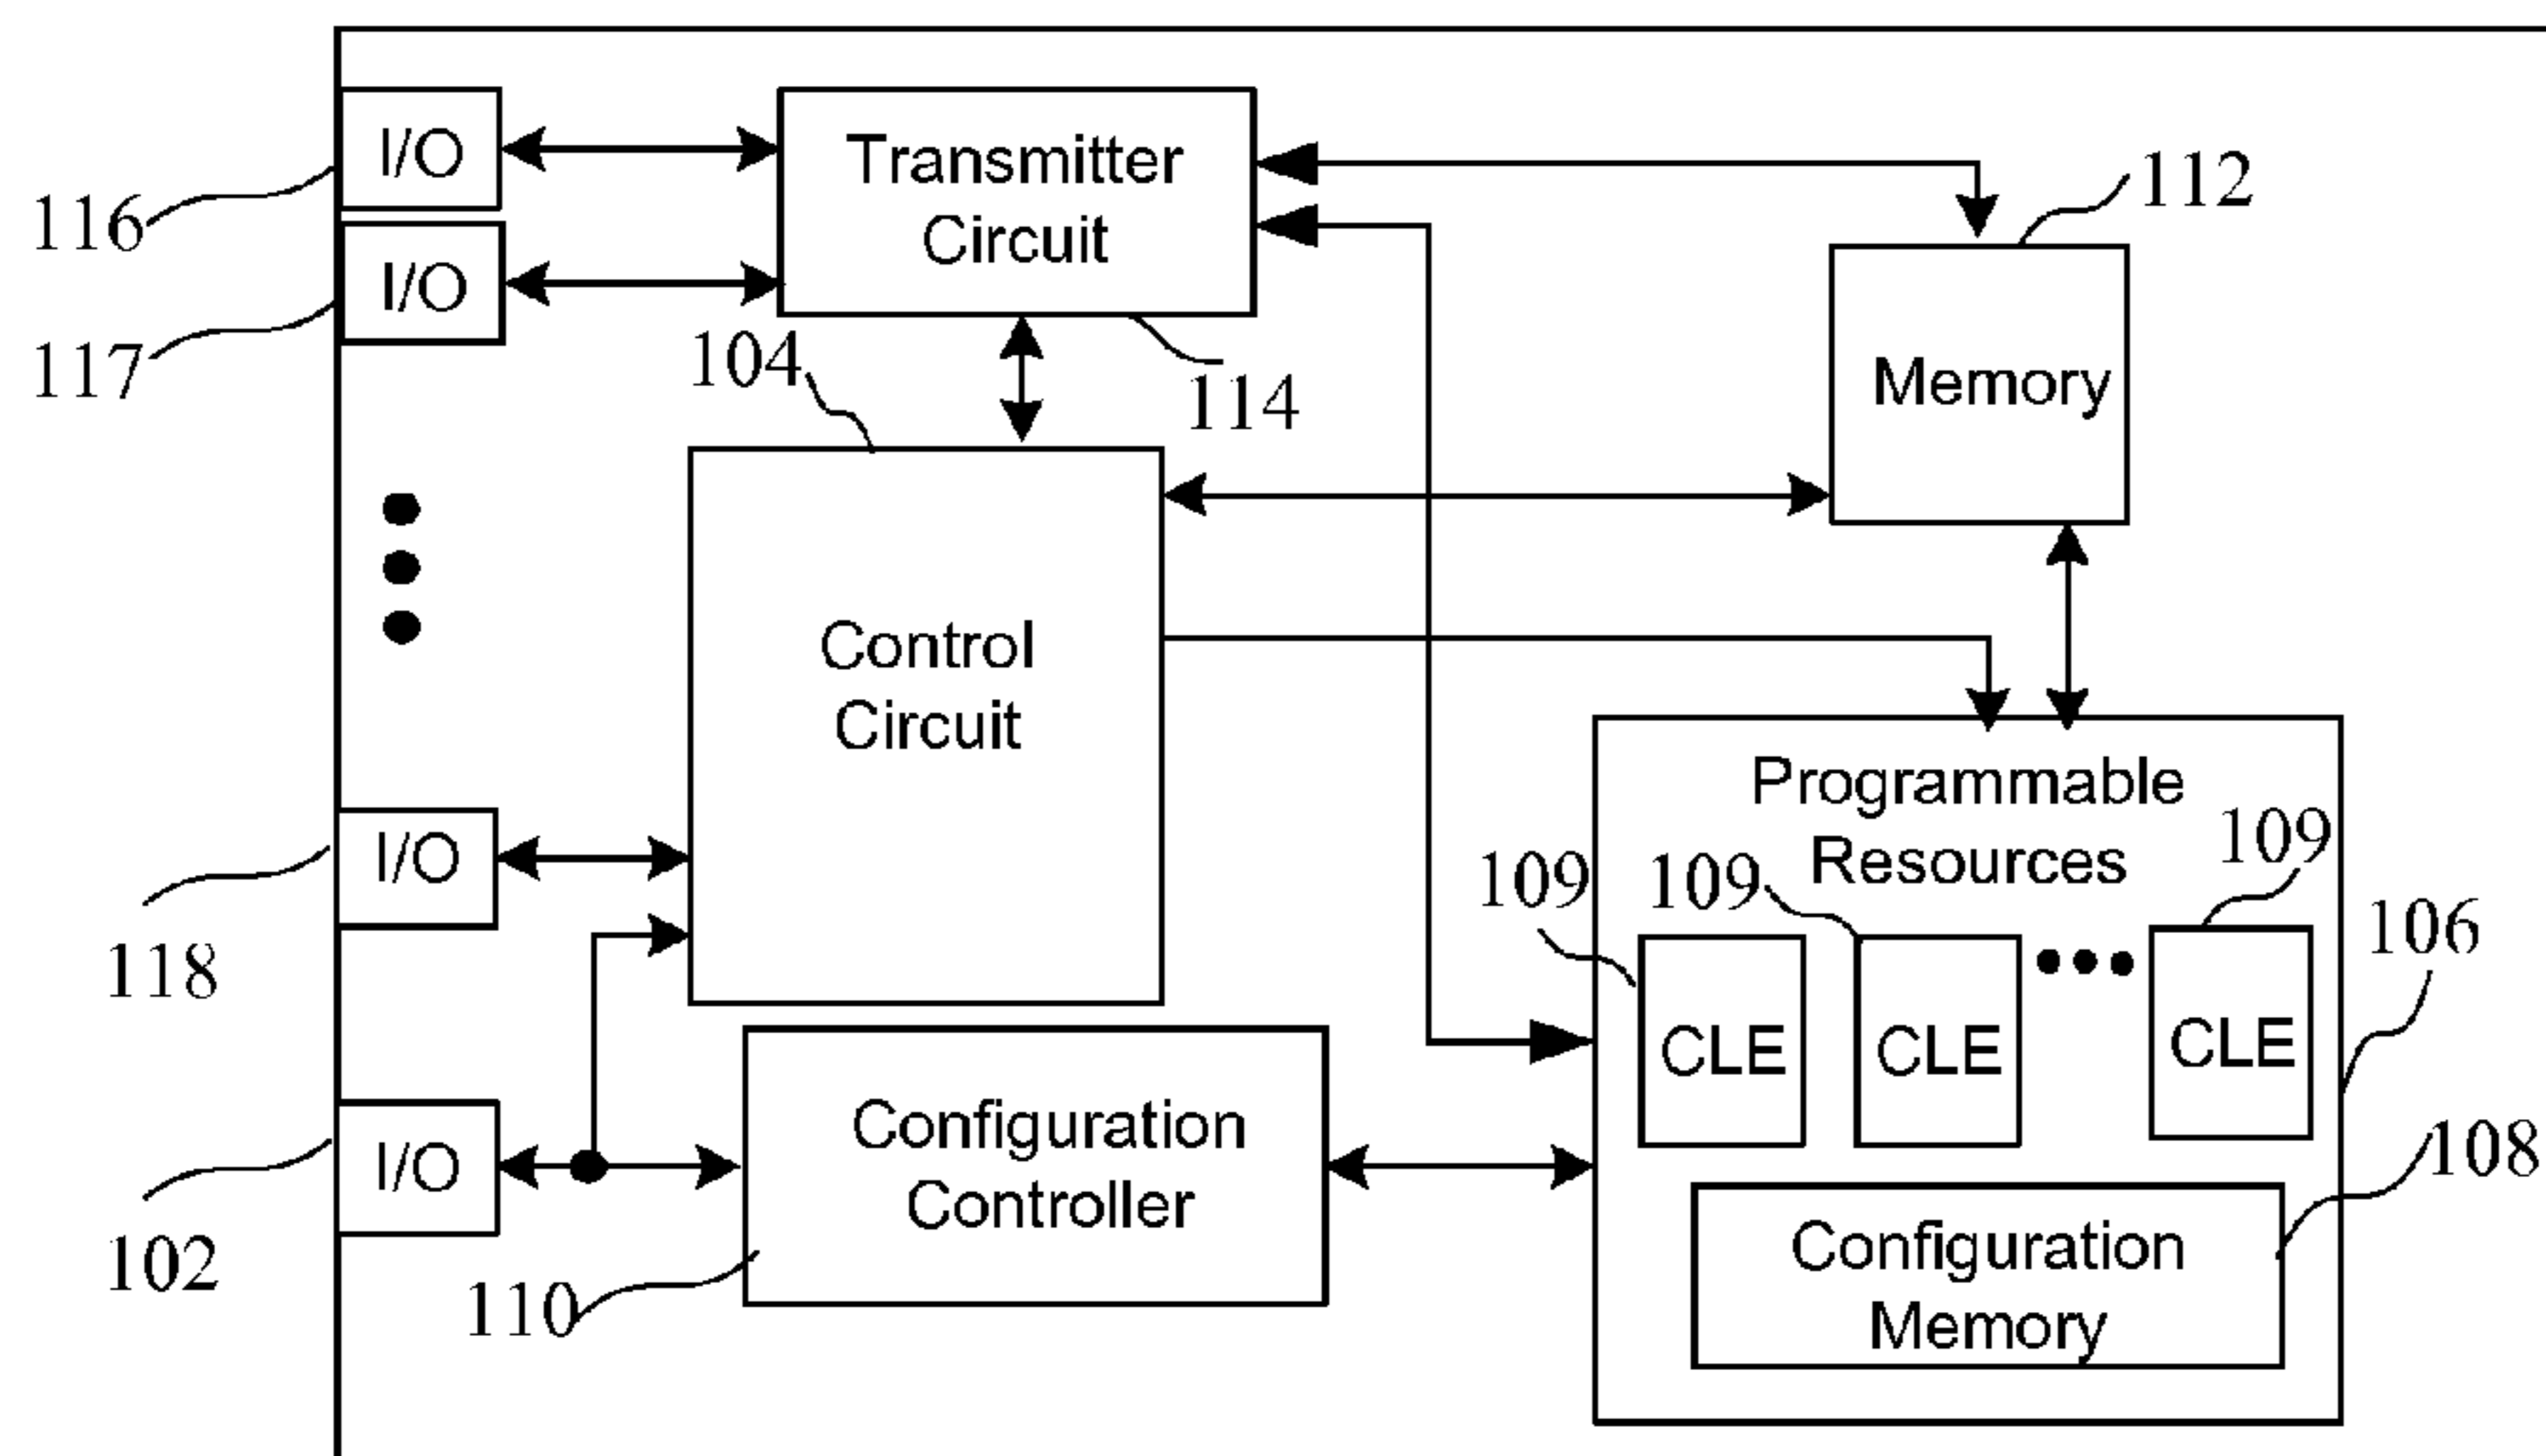 I/O
116
I/O
117
Transmitter
Circuit
114
112
Memory
104
Control
Circuit
I/O
118
I/O
102
Configuration
Controller
110
Programmable
Resources
109
109
109
106
CLE
CLE
CLE
108
Configuration
Memory